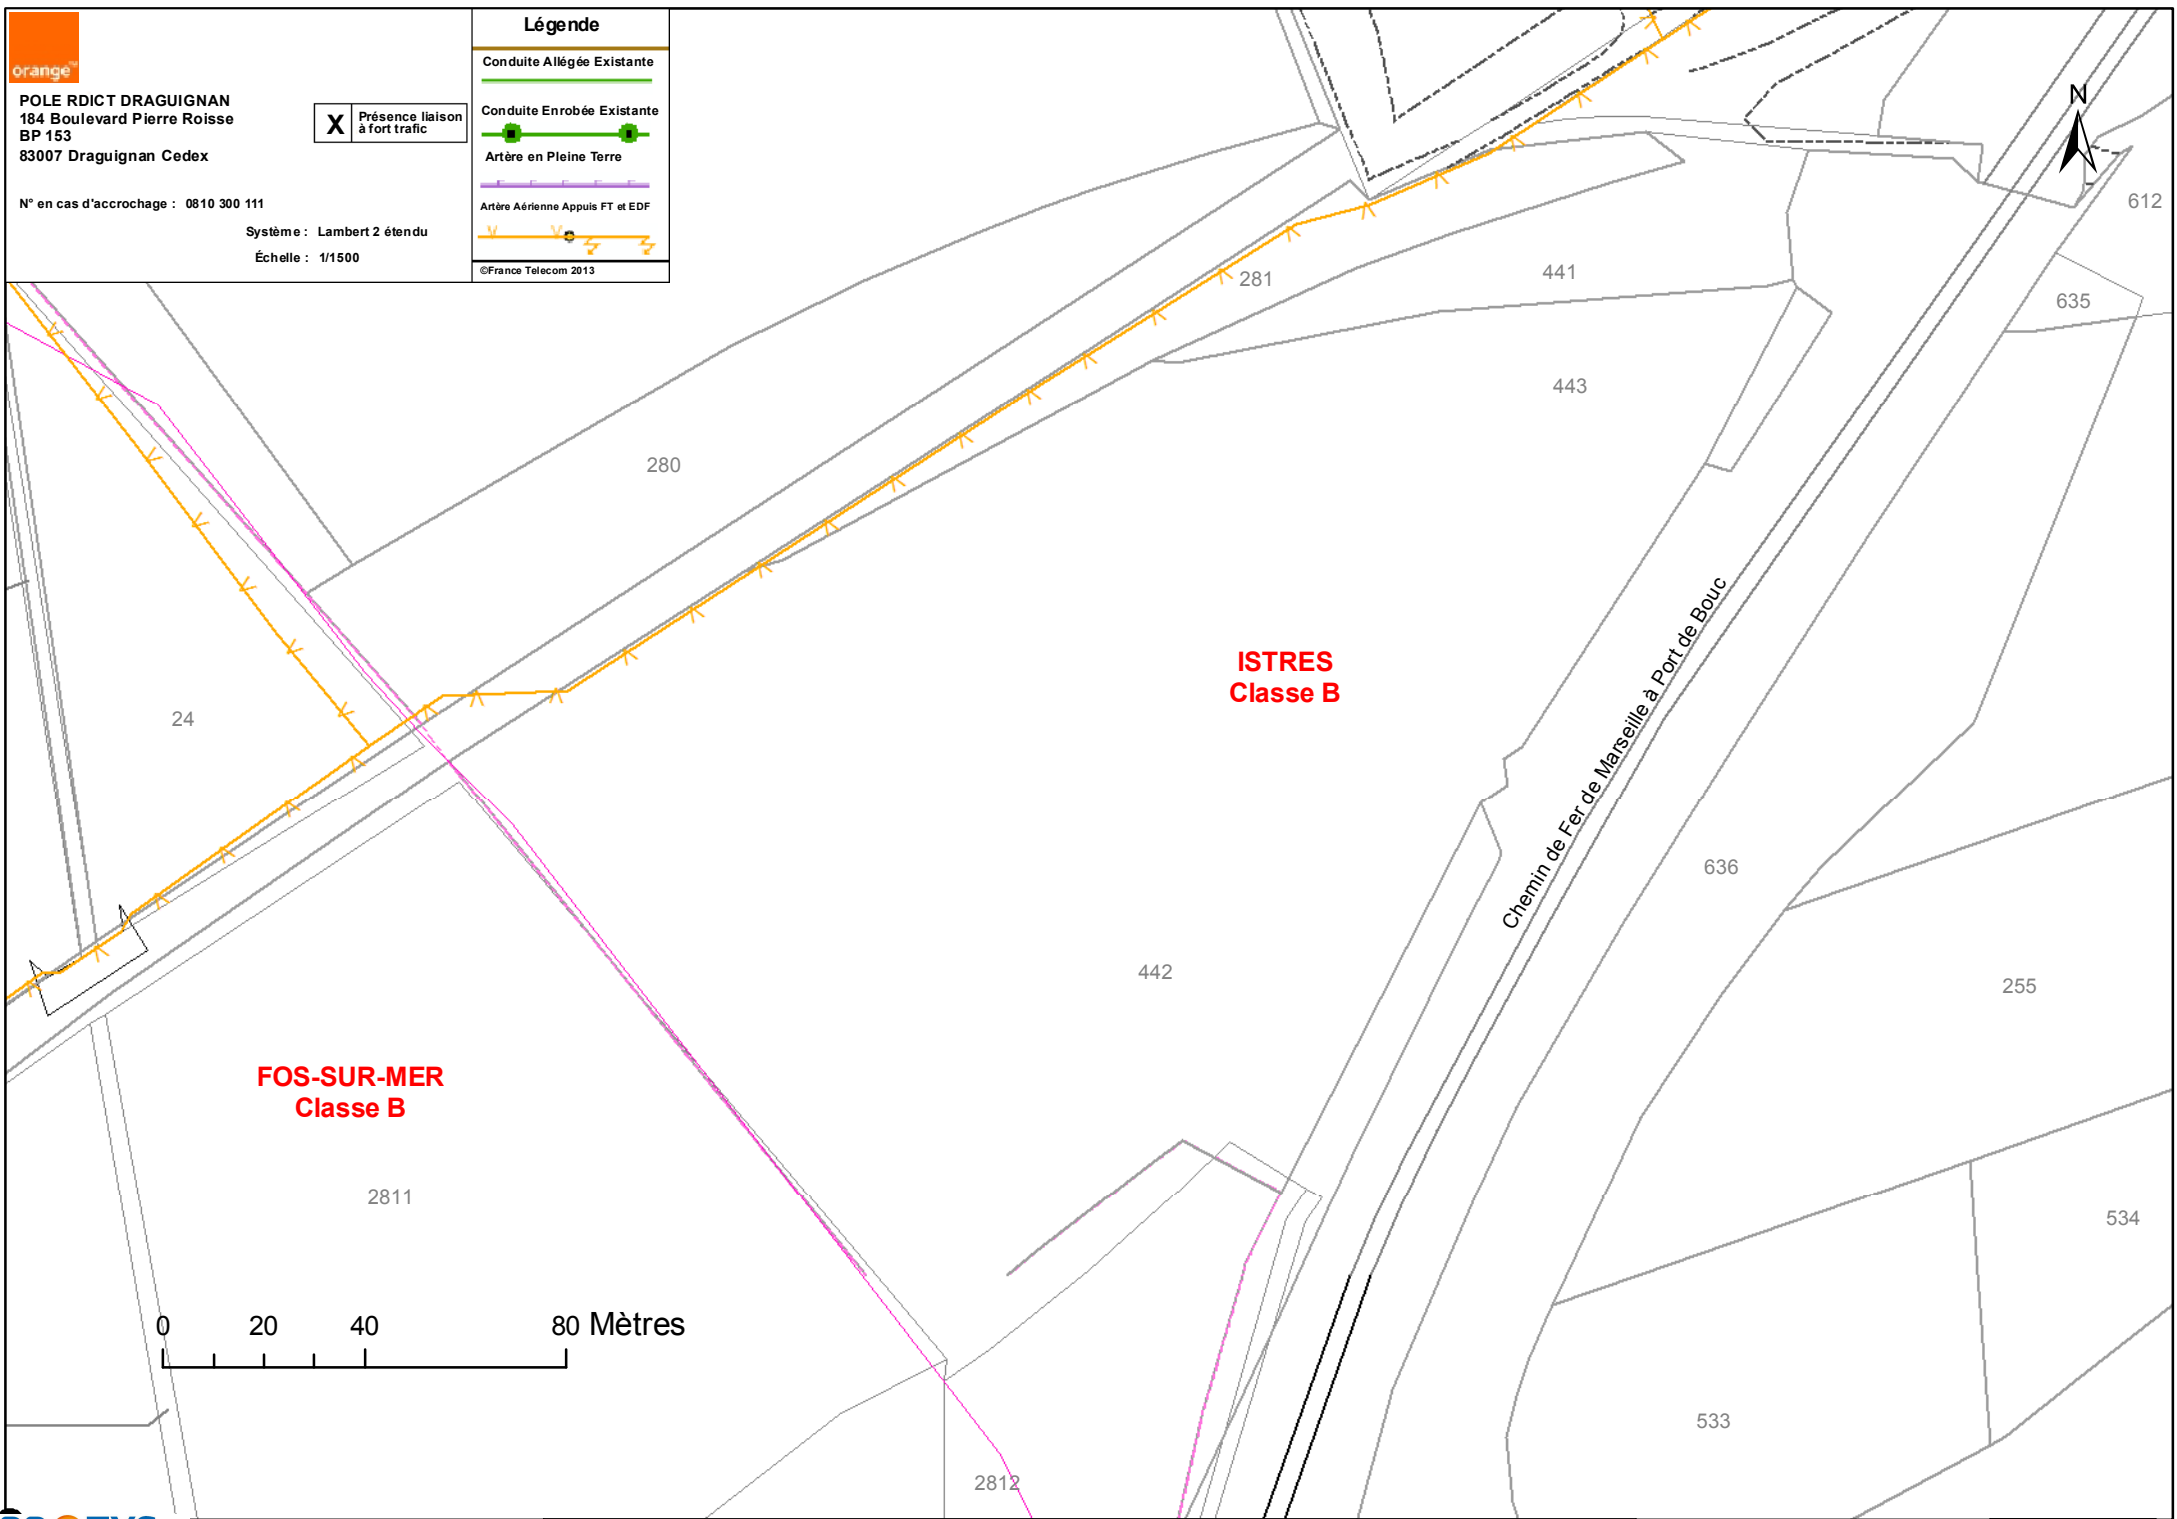 orange™
POLE RDICT DRAGUIGNAN
184 Boulevard Pierre Roisse
BP 153
83007 Draguignan Cedex
X Présence liaison
à fort trafic
N° en cas d'accrochage : 0810 300 111
Système : Lambert 2 étendu
Échelle : 1/1500
Légende
Conduite Allégée Existante
Conduite Enrobée Existante
Artère en Pleine Terre
Artère Aérienne Appuis FT et EDF
©France Telecom 2013
N
612
281
441
635
443
280
ISTRES
Classe B
Chemin de Fer de Marseille à Port de Bouc
24
636
442
255
FOS-SUR-MER
Classe B
2811
534
0 20 40 80 Mètres
533
2812